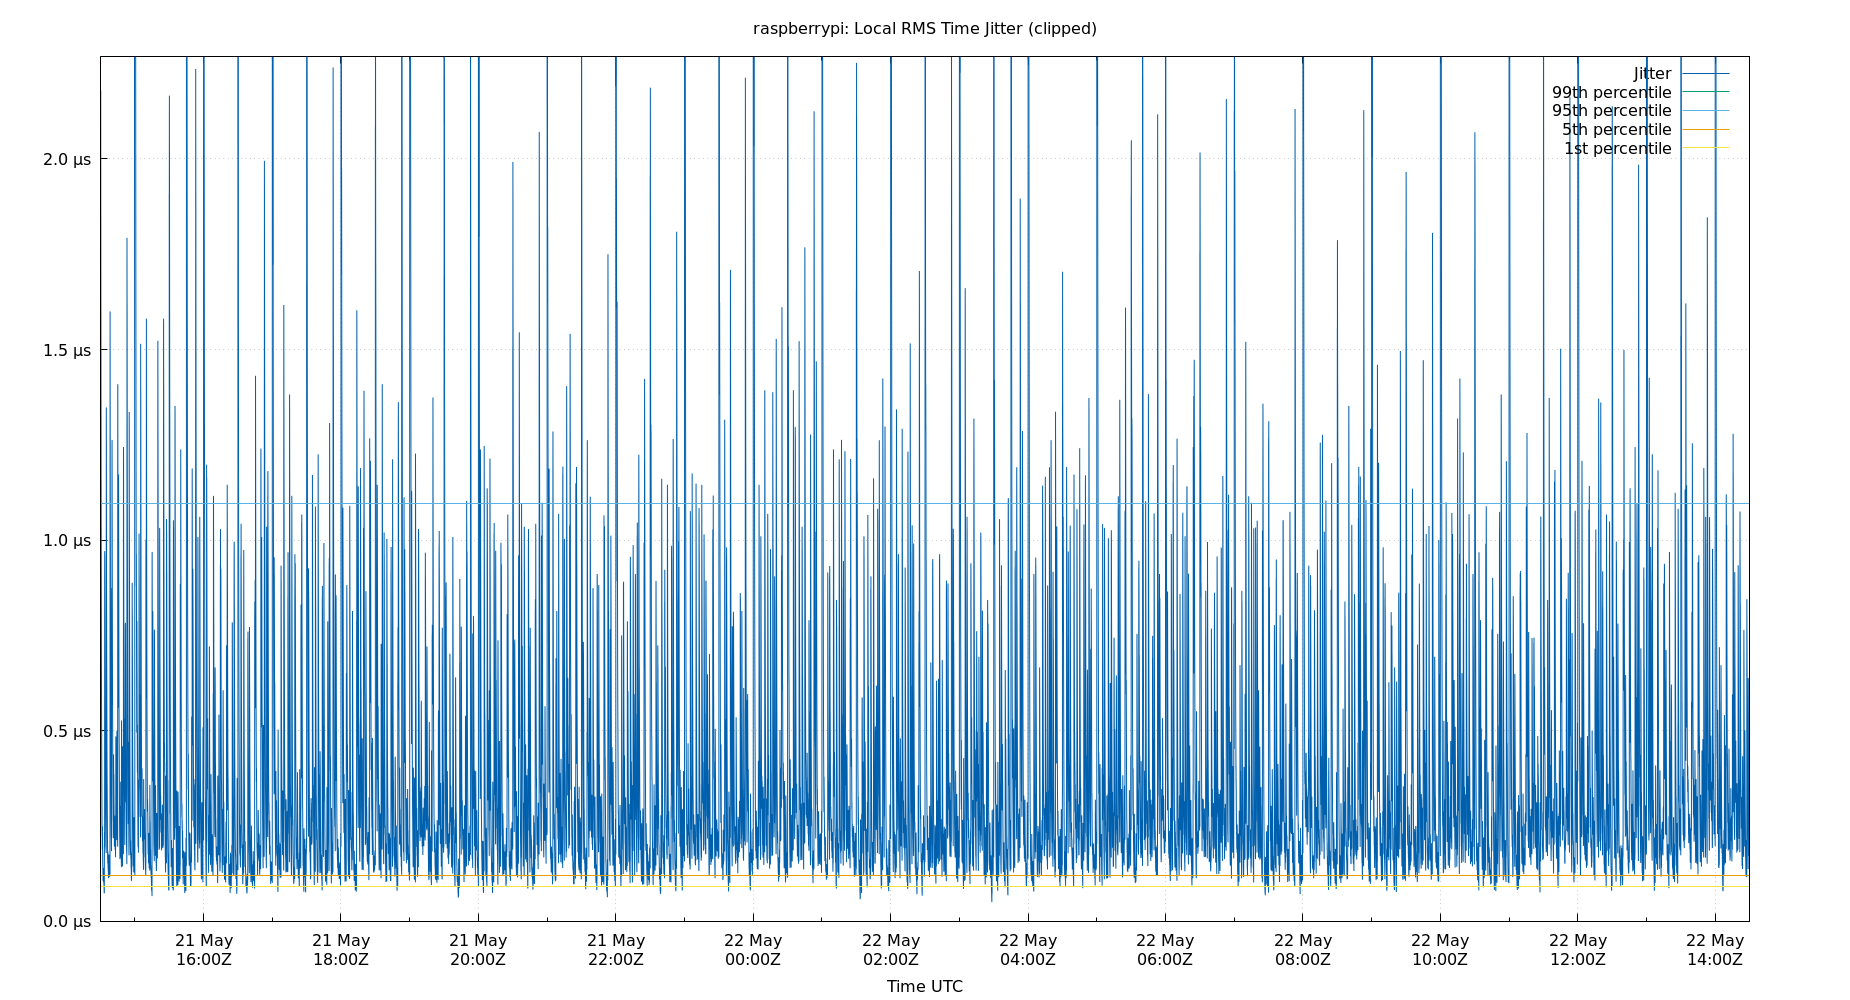 raspberrypi: Local RMS Time Jitter (clipped)
Jitter
99th percentile
95th percentile
5th percentile
1st percentile
2.0 µs
1.5 µs
1.0 µs
0.5 µs
0.0 µs
21 May 21 May 21 May 21 May 22 May 22 May 22 May 22 May 22 May 22 May 22 May 22 May
16:00Z 18:00Z 20:00Z 22:00Z 00:00Z 02:00Z 04:00Z 06:00Z 08:00Z 10:00Z 12:00Z 14:00Z
Time UTC